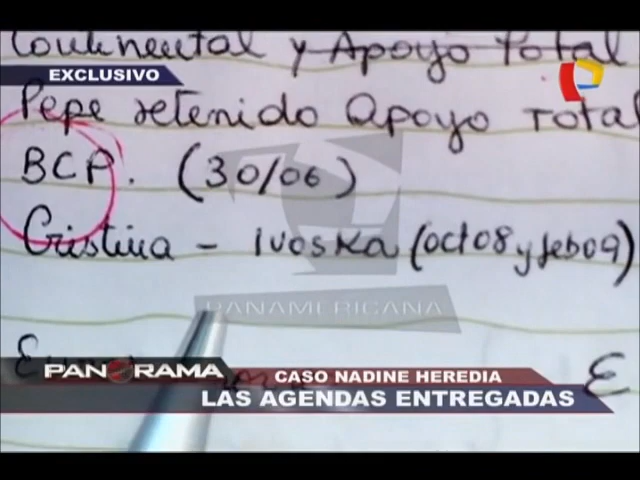 Continental y Apoyo Total
EXCLUSIVO
Pepe retenido Apoyo Total
BCP. (30/06)
Cristina - Ivoska (oct08 y feb09)
PANAMERICANA
E
PANORAMA
CASO NADINE HEREDIA
LAS AGENDAS ENTREGADAS